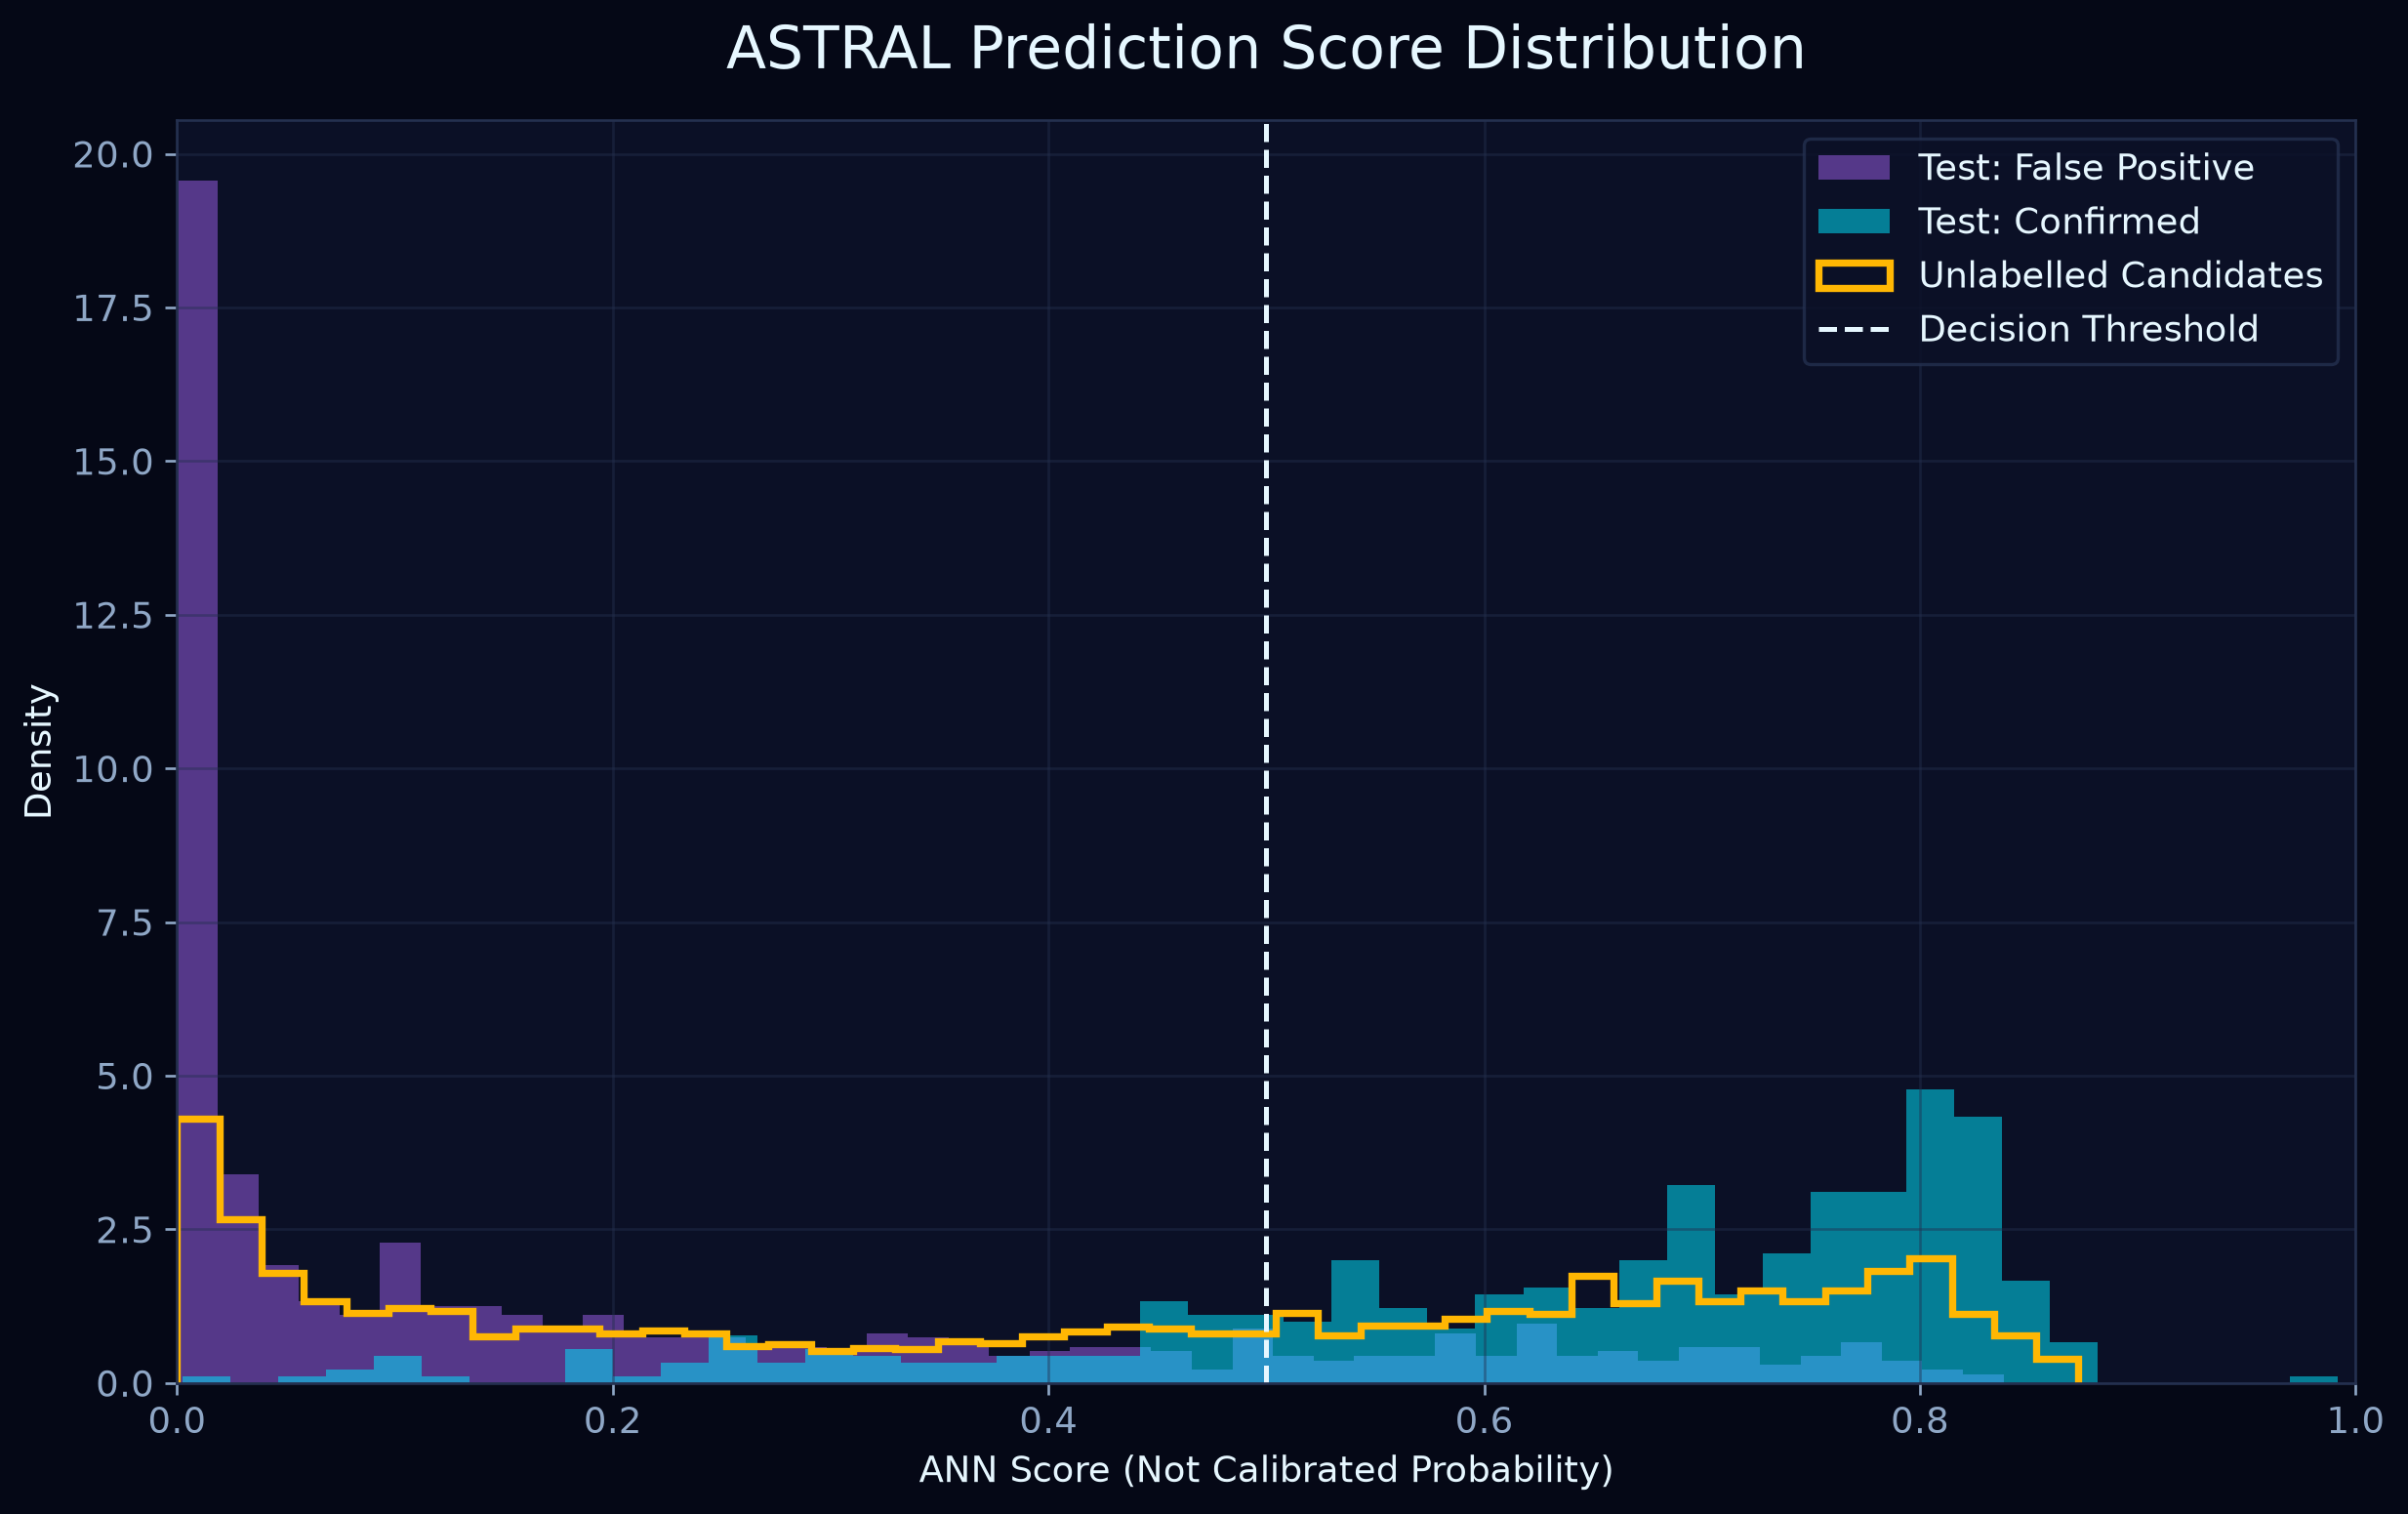 ASTRAL Prediction Score Distribution
Test: False Positive
Test: Confirmed
Unlabelled Candidates
Decision Threshold
Density
20.0
17.5
15.0
12.5
10.0
7.5
5.0
2.5
0.0
0.0 0.2 0.4 0.6 0.8 1.0
ANN Score (Not Calibrated Probability)